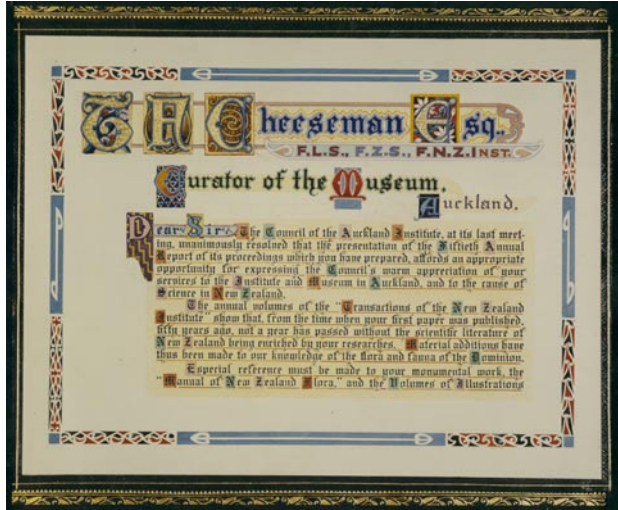 T F Cheeseman Esq.,
F.L.S., F.Z.S., F.N.Z.INST.
Curator of the Museum,
Auckland.
Dear Sir, The Council of the Auckland Institute, at its last meet-
ing, unanimously resolved that the presentation of the Fiftieth Annual
Report of its proceedings which you have prepared, affords an appropriate
opportunity for expressing the Council's warm appreciation of your
services to the Institute and Museum in Auckland, and to the cause of
Science in New Zealand.
The annual volumes of the "Transactions of the New Zealand
Institute" show that, from the time when your first paper was published,
fifty years ago, not a year has passed without the scientific literature of
New Zealand being enriched by your researches. Material additions have
thus been made to our knowledge of the flora and fauna of the Dominion.
Especial reference must be made to your monumental work, the
"Manual of New Zealand Flora," and the Volumes of Illustrations